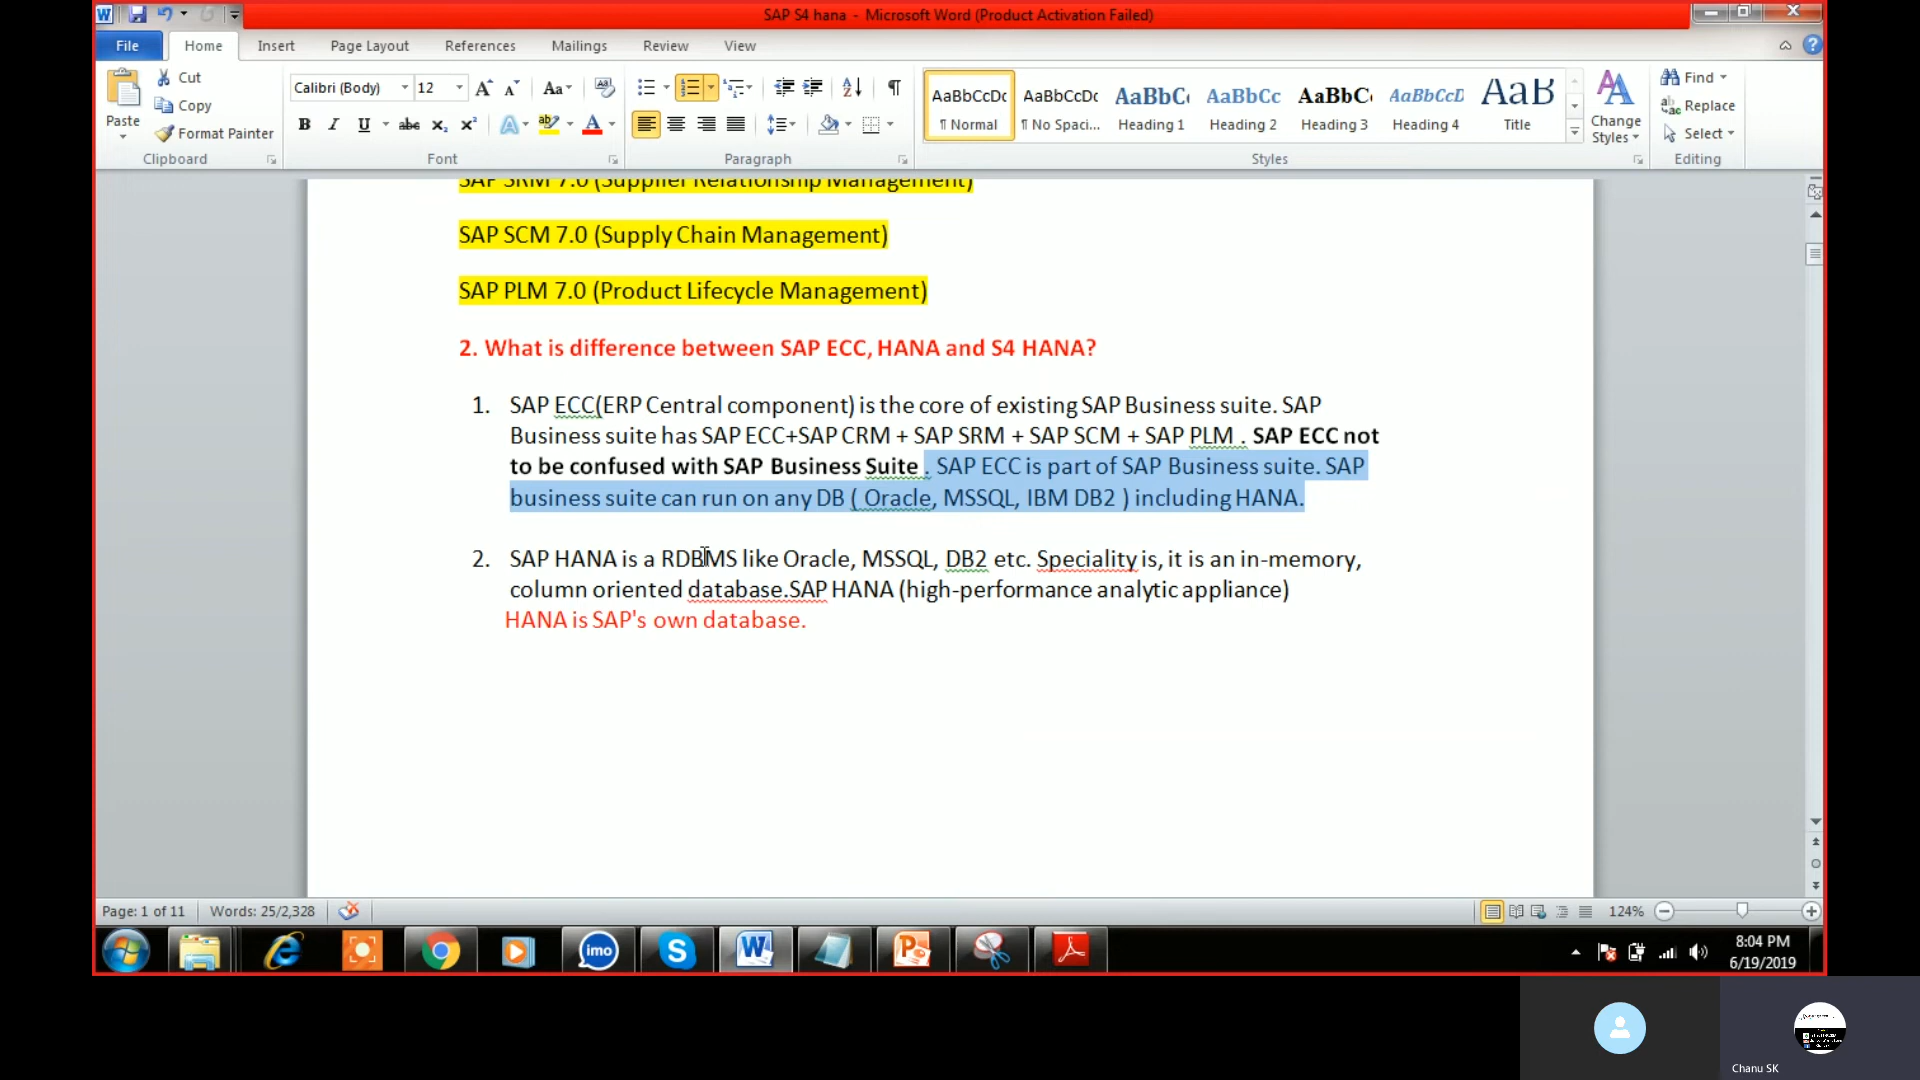 SAP S4 hana - Microsoft Word (Product Activation Failed)
File Home Insert Page Layout References Mailings Review View
Cut
Copy
Format Painter
Paste
Clipboard
Calibri (Body) 12
Font
Paragraph
AaBbCcDc AaBbCcDc AaBbC AaBbCc AaBbC AaBbCcD AaB
¶ Normal ¶ No Spaci... Heading 1 Heading 2 Heading 3 Heading 4 Title
Change
Styles
Styles
Find
Replace
Select
Editing
SAP SRM 7.0 (Supplier Relationship Management)
SAP SCM 7.0 (Supply Chain Management)
SAP PLM 7.0 (Product Lifecycle Management)
2. What is difference between SAP ECC, HANA and S4 HANA?
1. SAP ECC(ERP Central component) is the core of existing SAP Business suite. SAP
Business suite has SAP ECC+SAP CRM + SAP SRM + SAP SCM + SAP PLM . SAP ECC not
to be confused with SAP Business Suite . SAP ECC is part of SAP Business suite. SAP
business suite can run on any DB ( Oracle, MSSQL, IBM DB2 ) including HANA.
2. SAP HANA is a RDBMS like Oracle, MSSQL, DB2 etc. Speciality is, it is an in-memory,
column oriented database.SAP HANA (high-performance analytic appliance)
HANA is SAP's own database.
Page: 1 of 11 Words: 25/2,328 124%
imo
8:04 PM
6/19/2019
Chanu SK